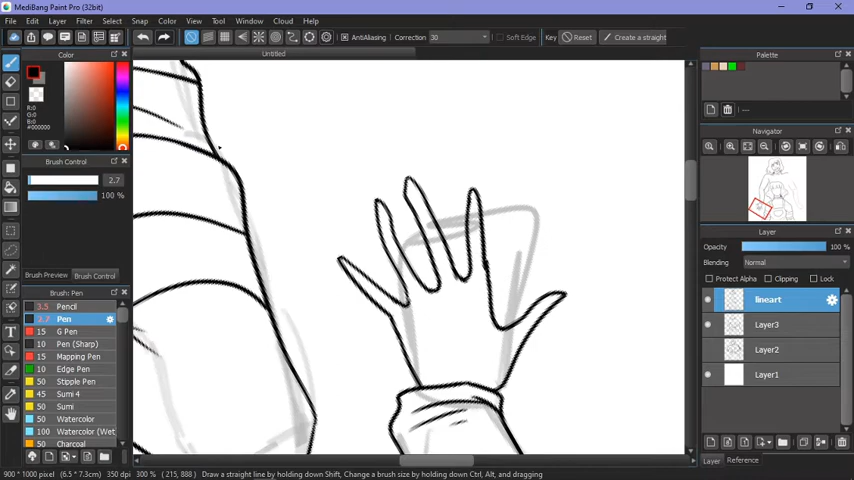 MediBang Paint Pro (32bit)
File Edit Layer Filter Select Snap Color View Tool Window Cloud Help
AntiAliasing Correction 30 Soft Edge Key Reset Create a straight
Untitled
Color
R:0
G:0
B:0
#000000
Brush Control
2.7
100 %
Brush Preview Brush Control
Brush: Pen
3.5 Pencil
2.7 Pen
15 G Pen
10 Pen (Sharp)
15 Mapping Pen
10 Edge Pen
50 Stipple Pen
45 Sumi 4
50 Sumi
50 Watercolor
100 Watercolor (Wet
50 Charcoal
Palette
---
Navigator
Layer
Opacity 100 %
Blending Normal
Protect Alpha Clipping Lock
lineart
Layer3
Layer2
Layer1
Layer Reference
900 * 1000 pixel (6.5 * 7.3cm) 350 dpi 300 % ( 215, 888 ) Draw a straight line by holding down Shift, Change a brush size by holding down Ctrl, Alt, and dragging